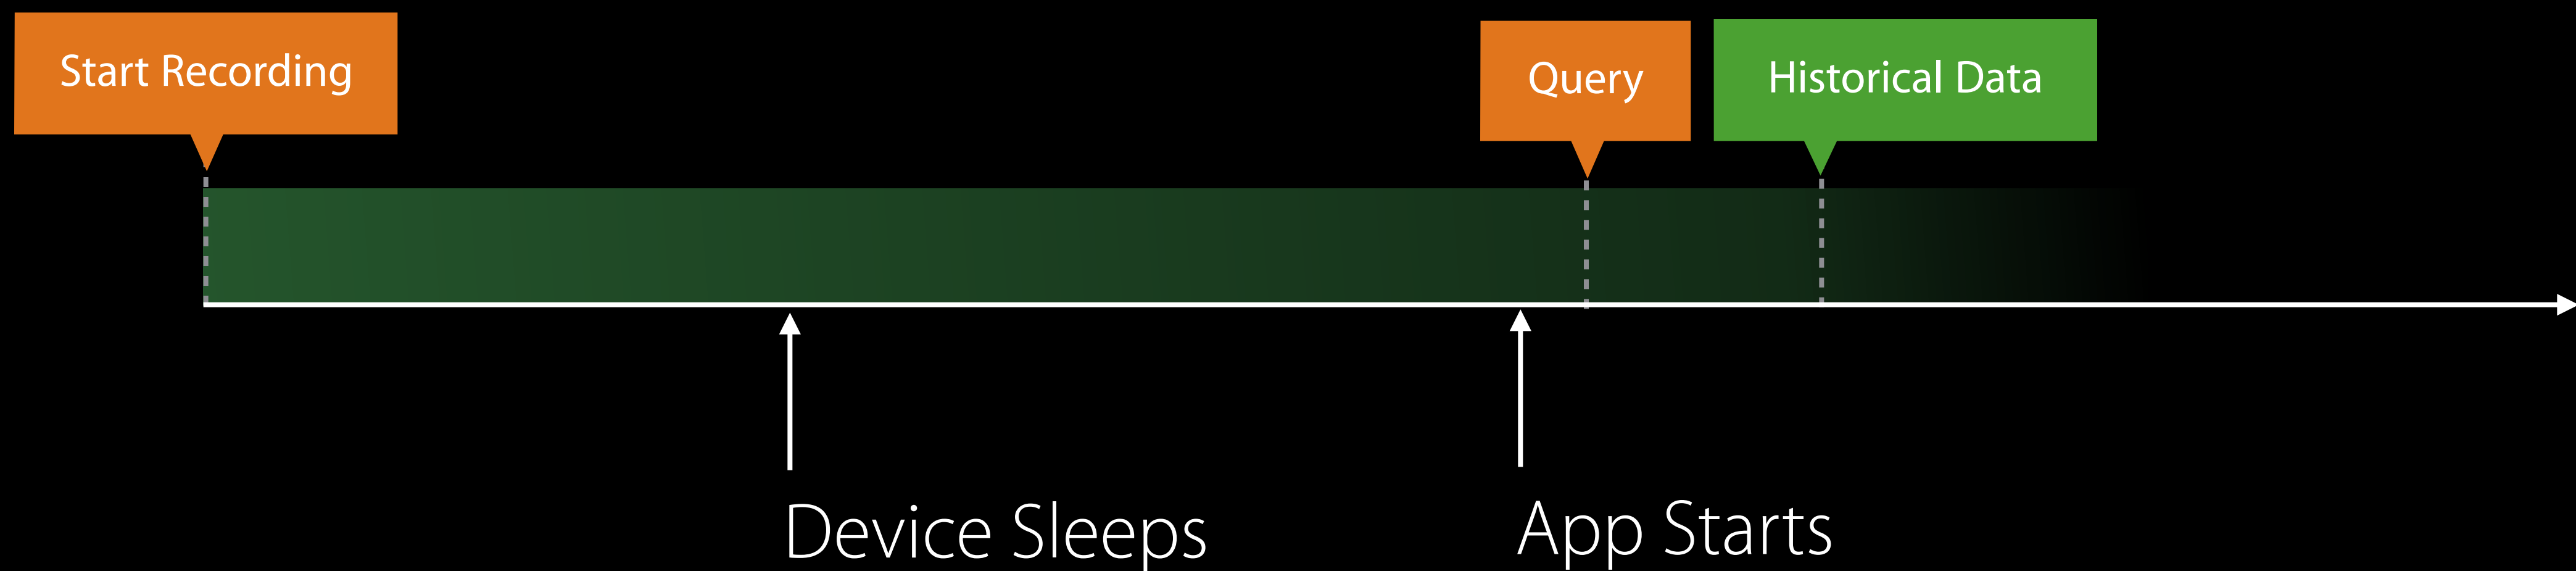 Start Recording
Query
Historical Data
Device Sleeps
App Starts